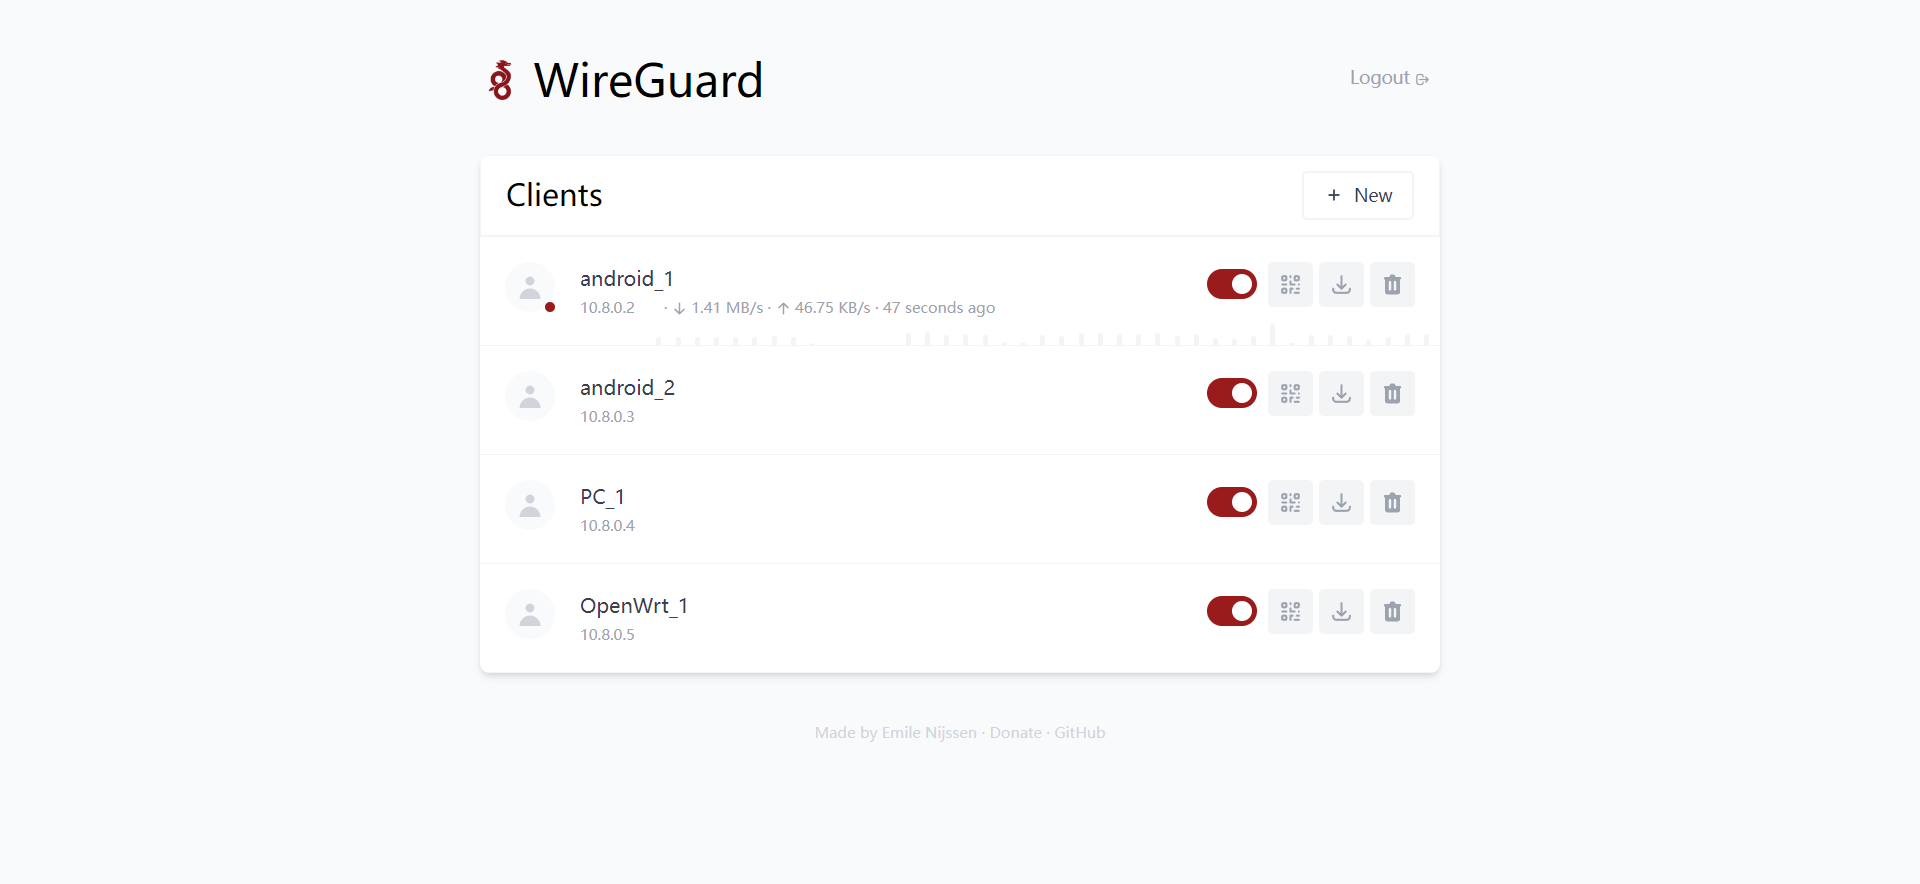 WireGuard
Logout
Clients
+ New
android_1
10.8.0.2 · ↓ 1.41 MB/s · ↑ 46.75 KB/s · 47 seconds ago
android_2
10.8.0.3
PC_1
10.8.0.4
OpenWrt_1
10.8.0.5
Made by Emile Nijssen · Donate · GitHub